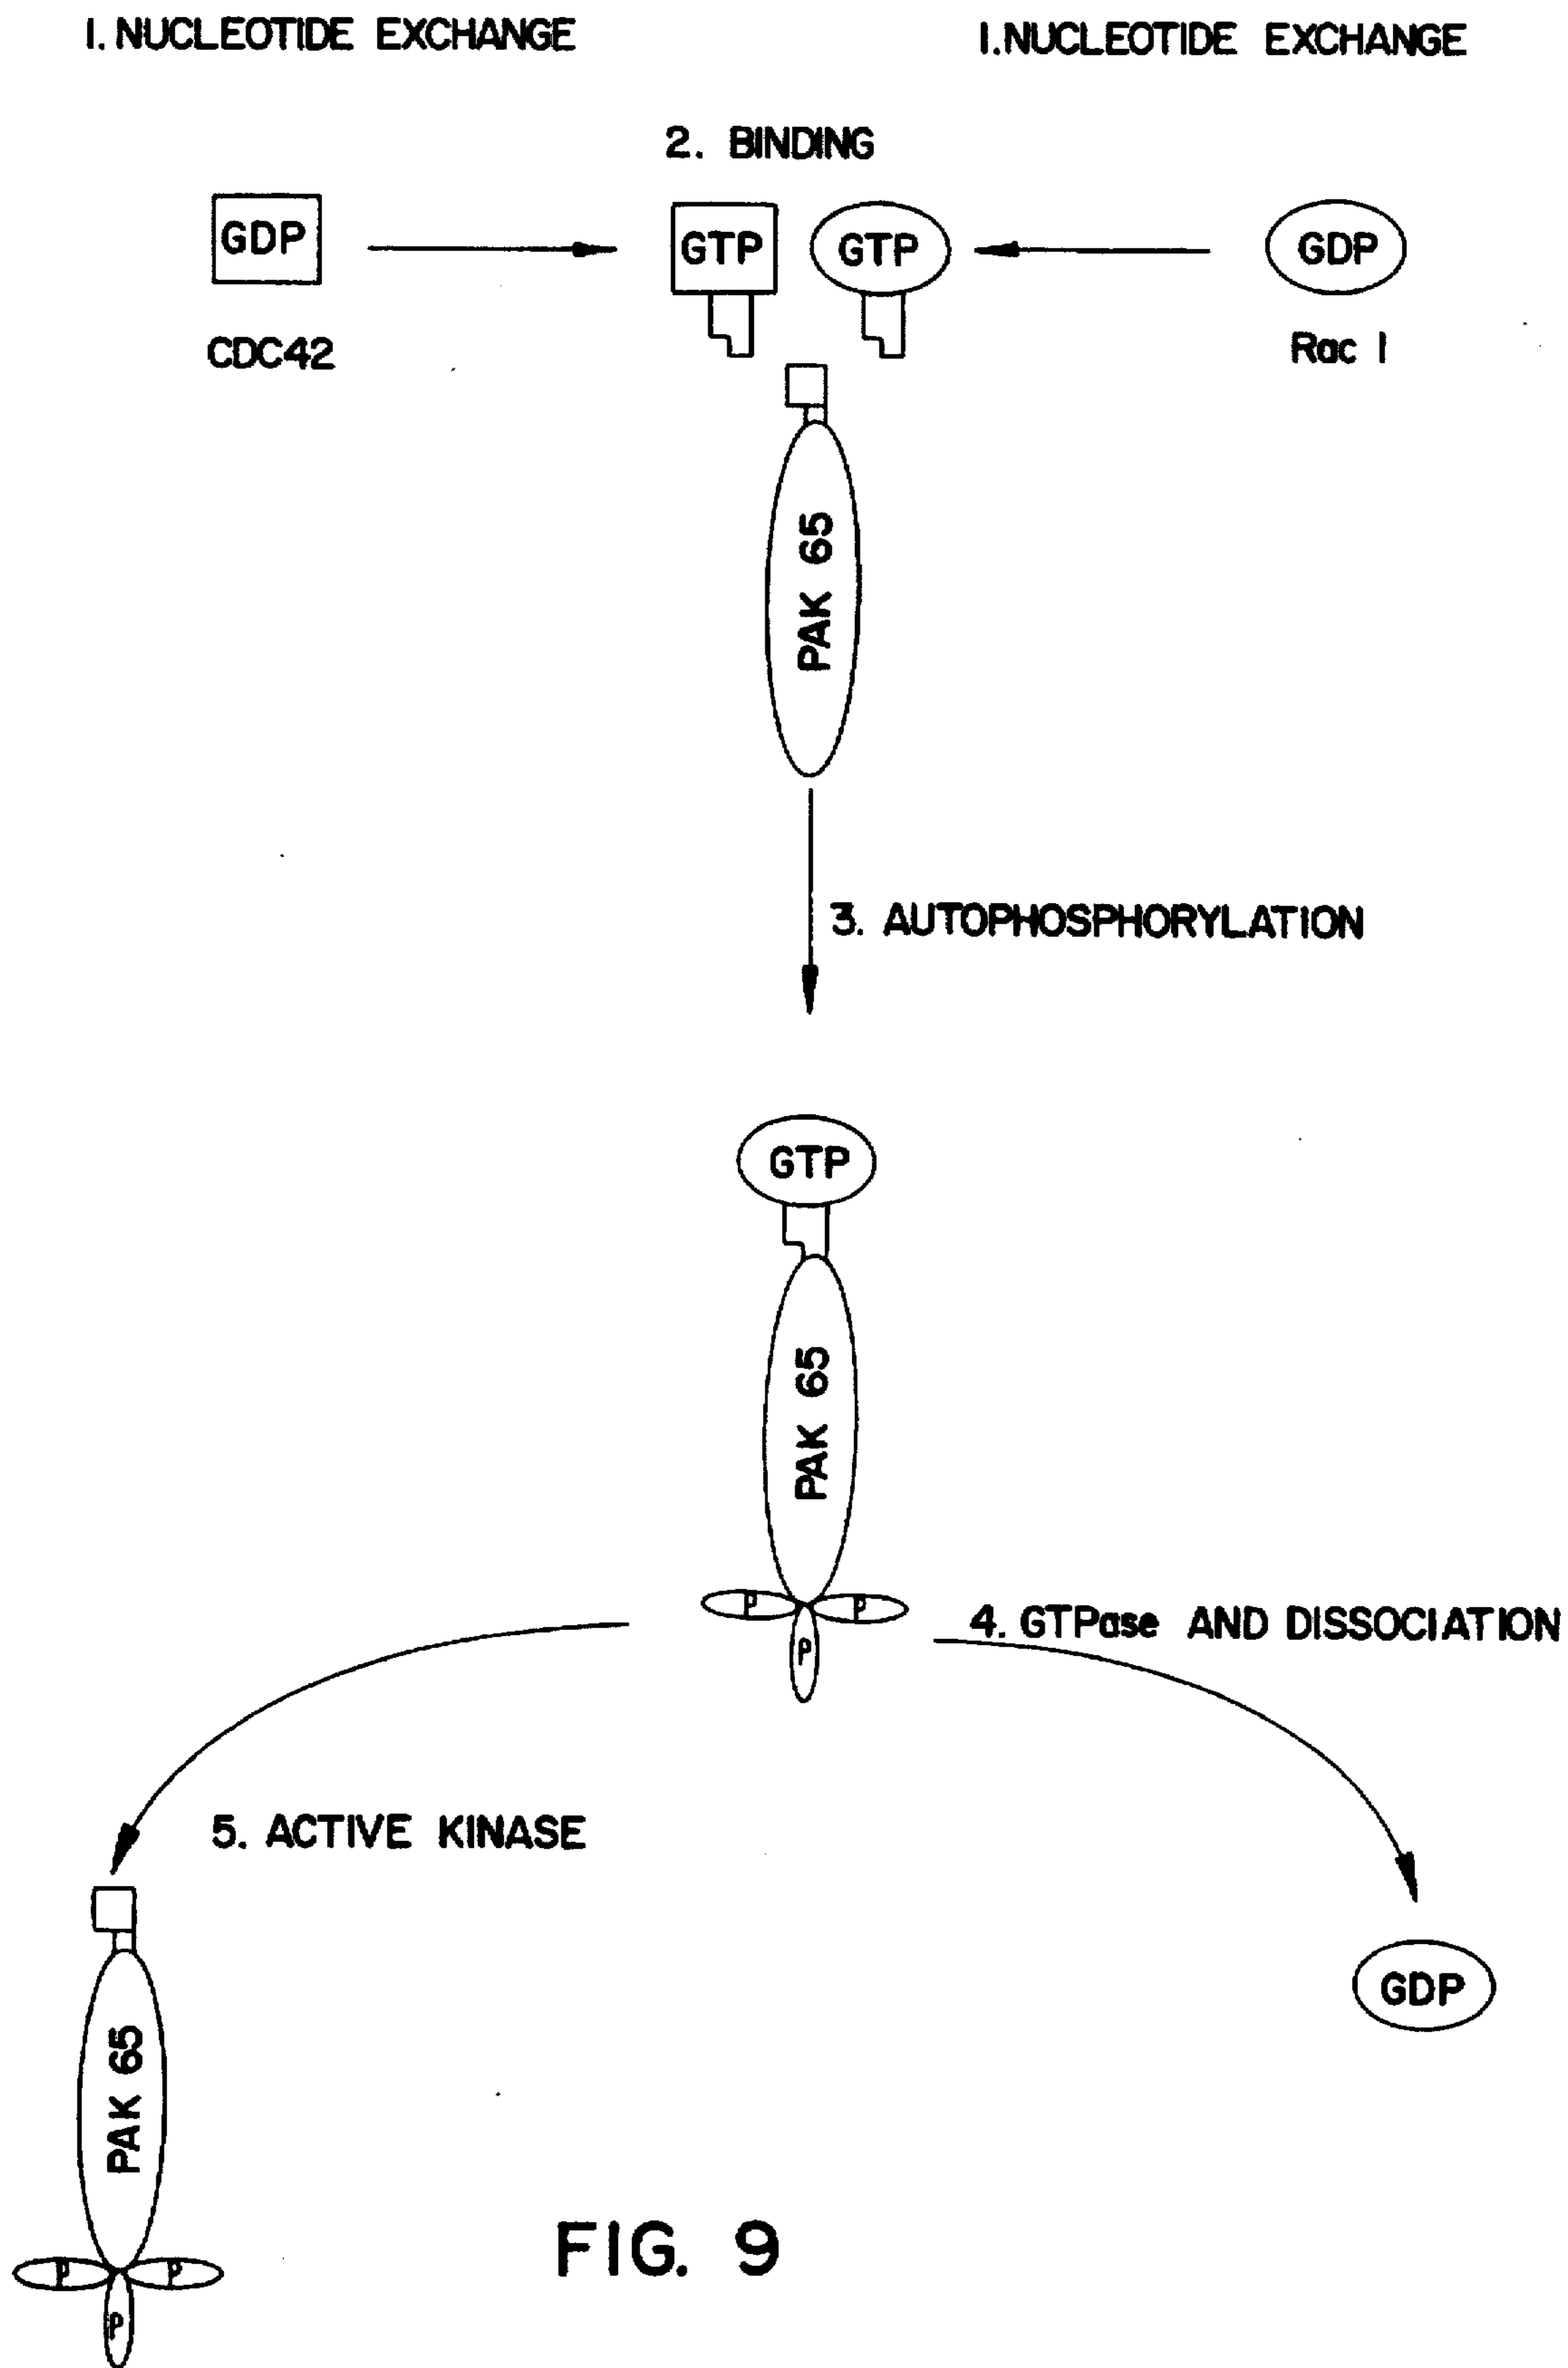 I. NUCLEOTIDE EXCHANGE
I. NUCLEOTIDE EXCHANGE
2. BINDING
GDP
GTP
GTP
GDP
CDC42
Rac I
PAK 65
3. AUTOPHOSPHORYLATION
GTP
PAK 65
P
P
P
4. GTPase AND DISSOCIATION
5. ACTIVE KINASE
GDP
PAK 65
P
P
P
FIG. 9